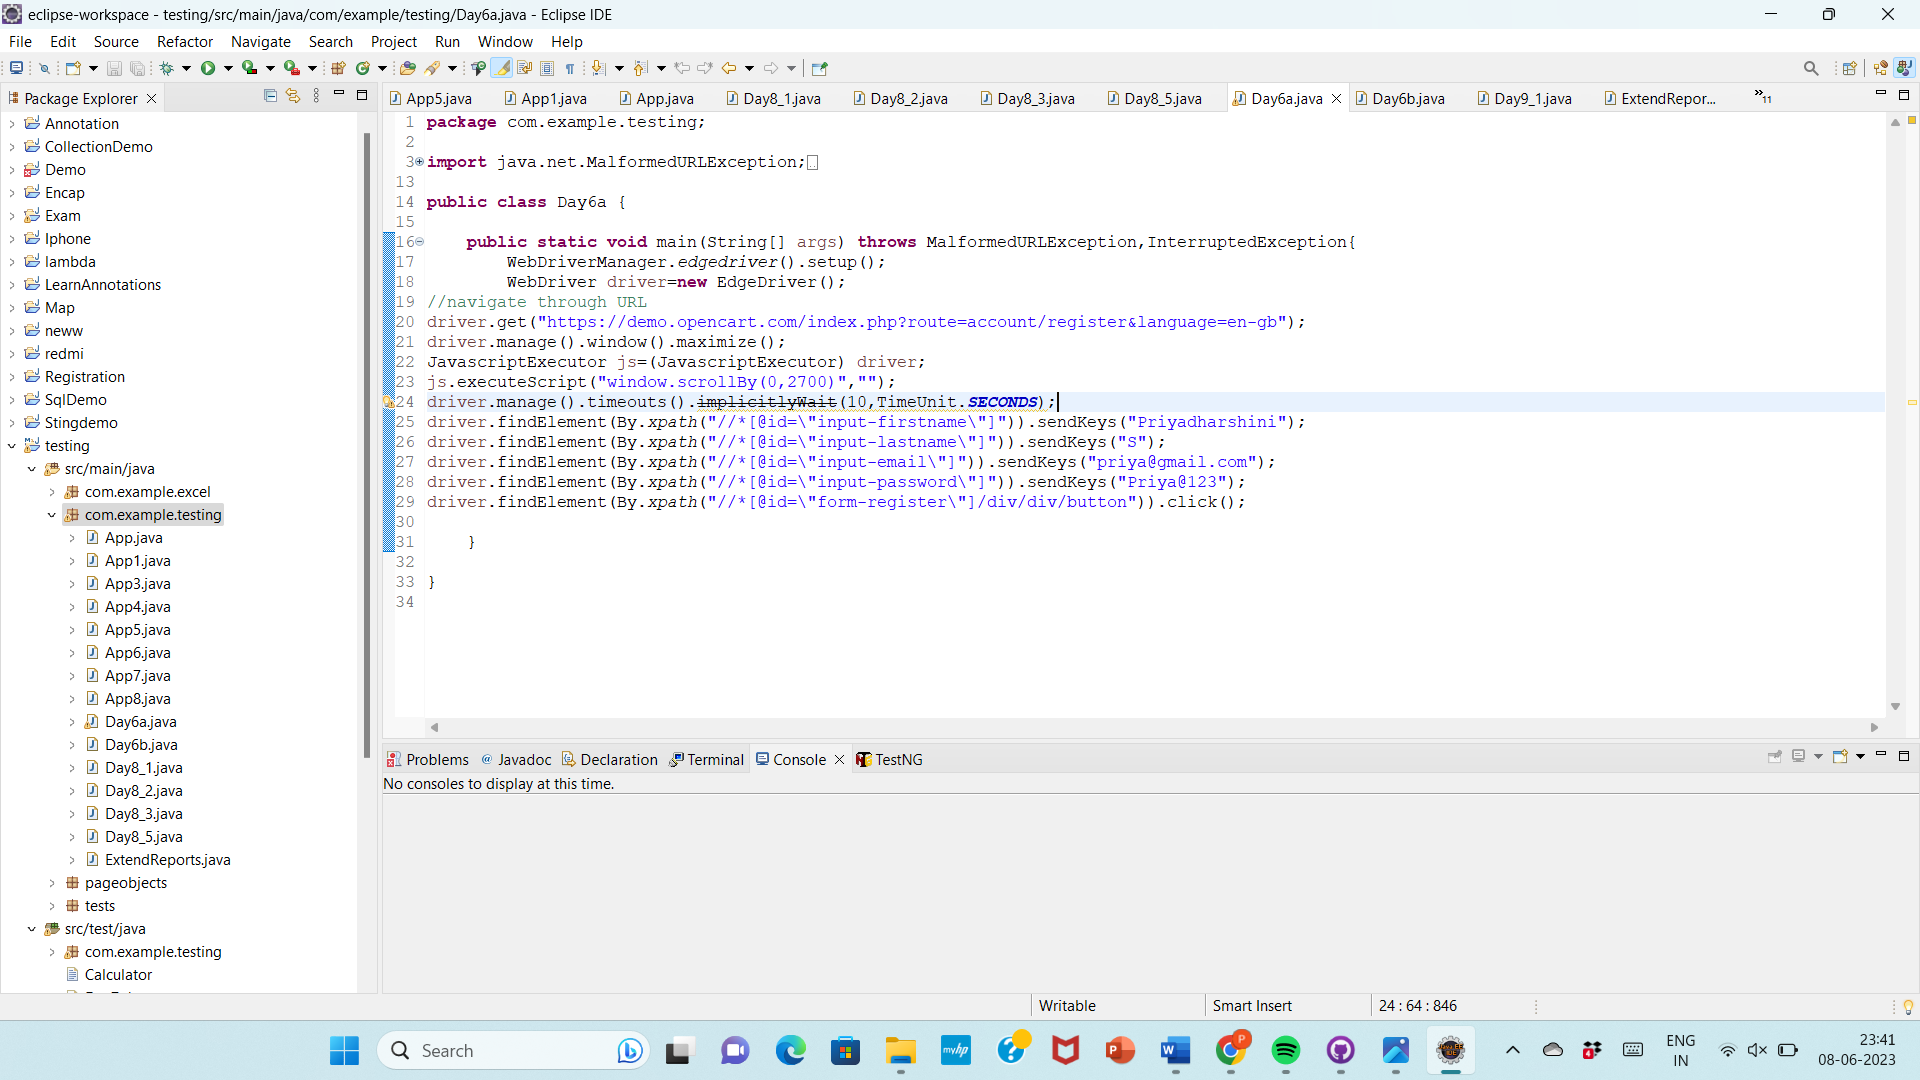 eclipse-workspace - testing/src/main/java/com/example/testing/Day6a.java - Eclipse IDE
File Edit Source Refactor Navigate Search Project Run Window Help
Package Explorer
App5.java App1.java App.java Day8_1.java Day8_2.java Day8_3.java Day8_5.java Day6a.java Day6b.java Day9_1.java ExtendRepor... »11
Annotation
CollectionDemo
Demo
Encap
Exam
Iphone
lambda
LearnAnnotations
Map
neww
redmi
Registration
SqlDemo
Stingdemo
testing
src/main/java
com.example.excel
com.example.testing
App.java
App1.java
App3.java
App4.java
App5.java
App6.java
App7.java
App8.java
Day6a.java
Day6b.java
Day8_1.java
Day8_2.java
Day8_3.java
Day8_5.java
ExtendReports.java
pageobjects
tests
src/test/java
com.example.testing
Calculator
1 package com.example.testing;
2
3 import java.net.MalformedURLException;
13
14 public class Day6a {
15
16 public static void main(String[] args) throws MalformedURLException,InterruptedException{
17 WebDriverManager.edgedriver().setup();
18 WebDriver driver=new EdgeDriver();
19 //navigate through URL
20 driver.get("https://demo.opencart.com/index.php?route=account/register&language=en-gb");
21 driver.manage().window().maximize();
22 JavascriptExecutor js=(JavascriptExecutor) driver;
23 js.executeScript("window.scrollBy(0,2700)","");
24 driver.manage().timeouts().implicitlyWait(10,TimeUnit.SECONDS);
25 driver.findElement(By.xpath("//*[@id=\"input-firstname\"]")).sendKeys("Priyadharshini");
26 driver.findElement(By.xpath("//*[@id=\"input-lastname\"]")).sendKeys("S");
27 driver.findElement(By.xpath("//*[@id=\"input-email\"]")).sendKeys("priya@gmail.com");
28 driver.findElement(By.xpath("//*[@id=\"input-password\"]")).sendKeys("Priya@123");
29 driver.findElement(By.xpath("//*[@id=\"form-register\"]/div/div/button")).click();
30
31 }
32
33 }
34
Problems Javadoc Declaration Terminal Console TestNG
No consoles to display at this time.
Writable Smart Insert 24 : 64 : 846
Search
myhp
P
4
ENG
IN
23:41
08-06-2023